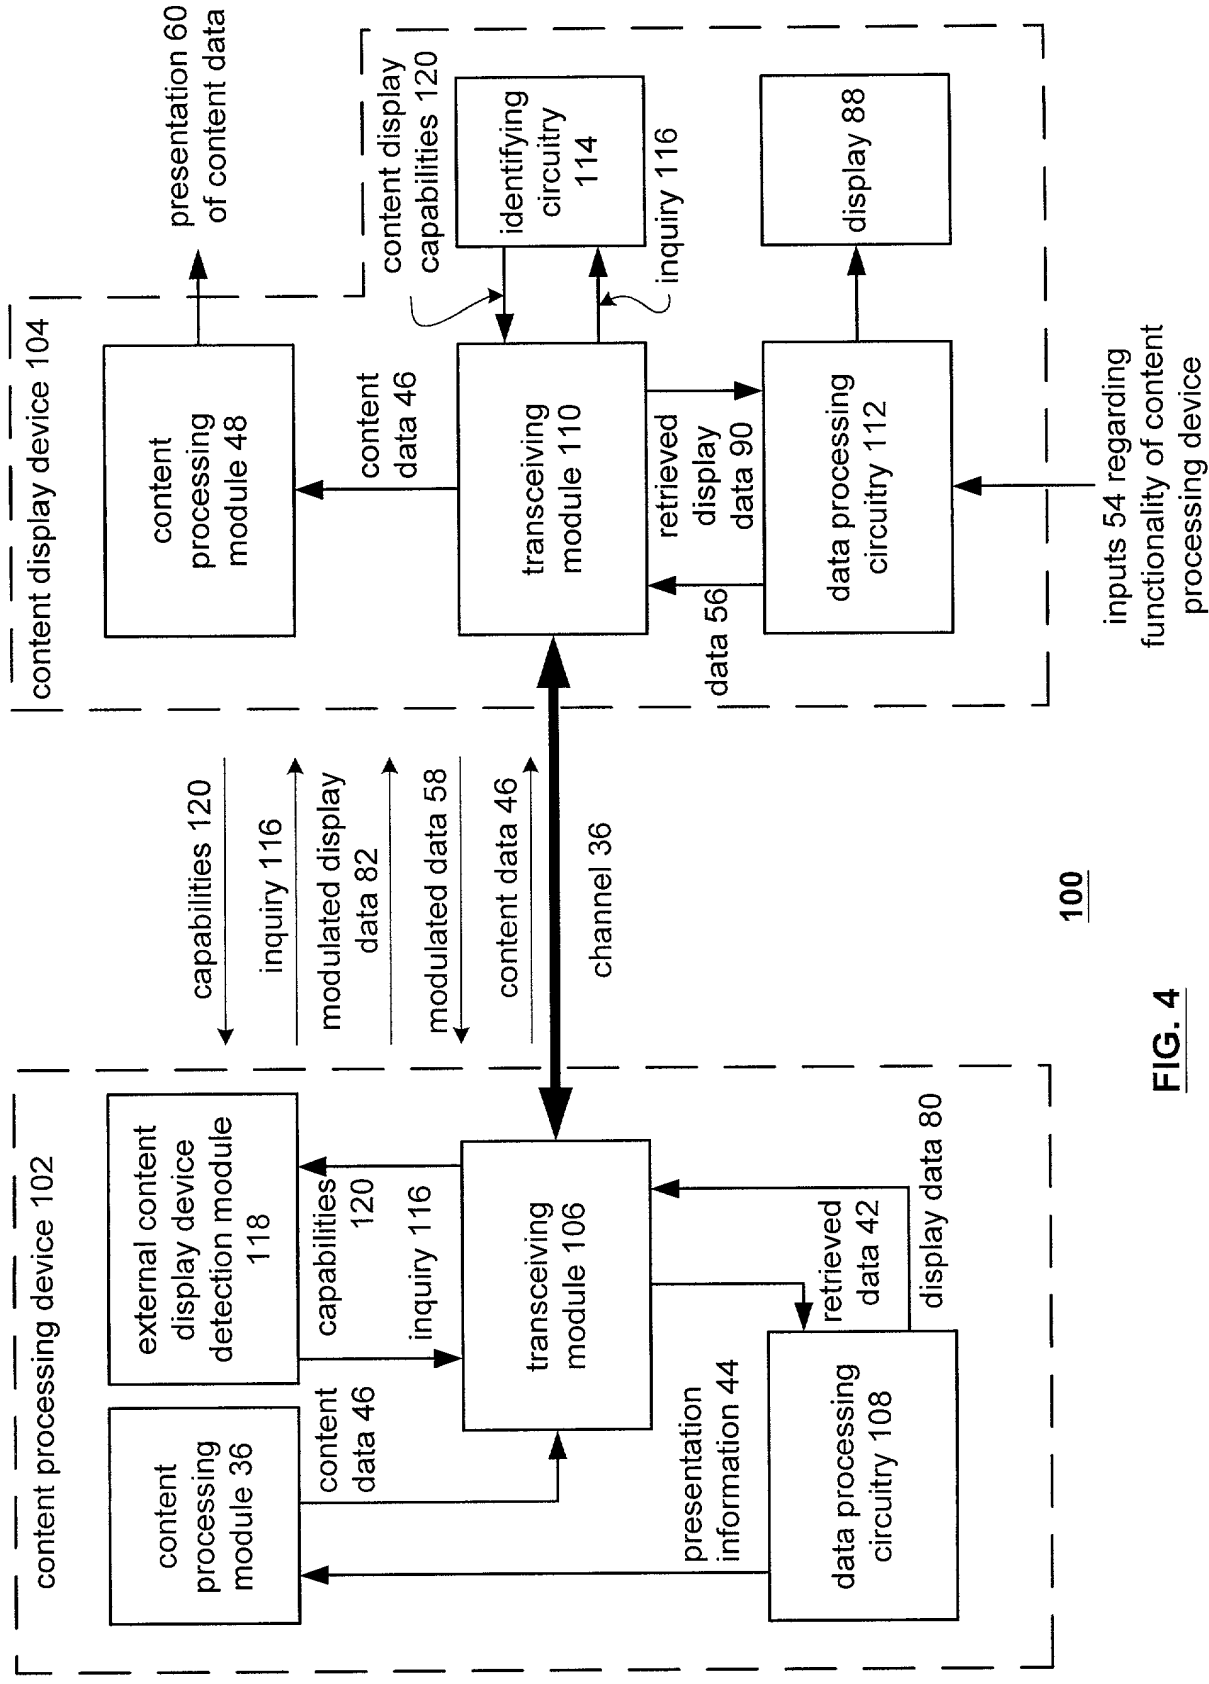 content processing device 102
content
processing
module 36
external content
display device
detection module
118
content
data 46
capabilities
120
inquiry 116
transceiving
module 106
presentation
information 44
retrieved
data 42
display data 80
data processing
circuitry 108
capabilities 120
inquiry 116
modulated display
data 82
modulated data 58
content data 46
channel 36
content display device 104
content
processing
module 48
presentation 60
of content data
content
data 46
content display
capabilities 120
identifying
circuitry
114
inquiry 116
transceiving
module 110
retrieved
display
data 90
data 56
data processing
circuitry 112
display 88
inputs 54 regarding
functionality of content
processing device
100
FIG. 4